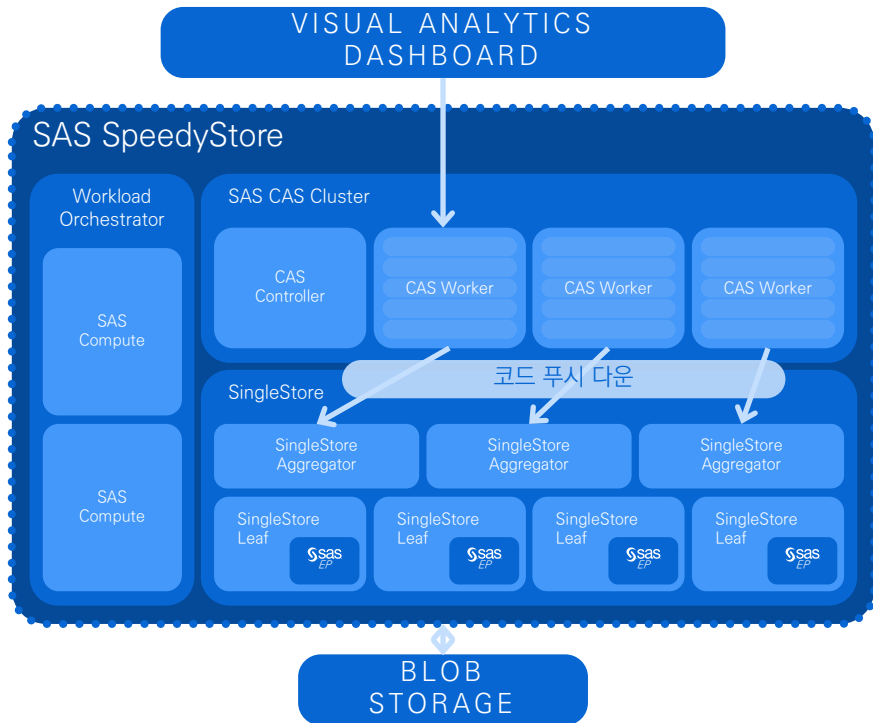 VISUAL ANALYTICS
DASHBOARD
SAS SpeedyStore
Workload
Orchestrator
SAS
Compute
SAS
Compute
SAS CAS Cluster
CAS
Controller
CAS Worker
CAS Worker
CAS Worker
코드 푸시 다운
SingleStore
SingleStore
Aggregator
SingleStore
Aggregator
SingleStore
Aggregator
SingleStore
Leaf
sas
EP
SingleStore
Leaf
sas
EP
SingleStore
Leaf
sas
EP
SingleStore
Leaf
sas
EP
BLOB
STORAGE